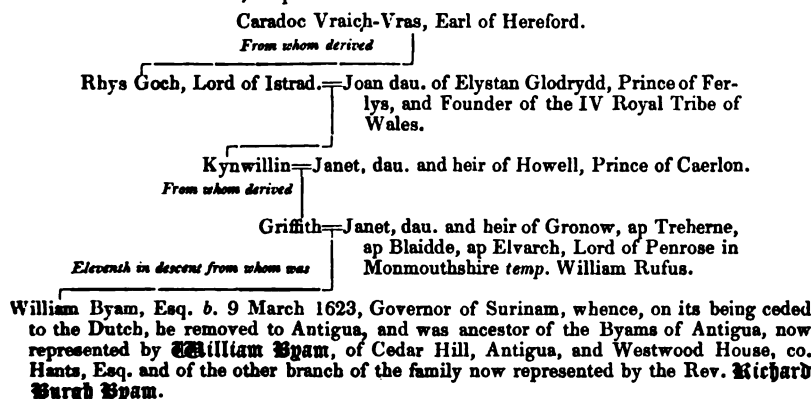 Caradoc Vraich-Vras, Earl of Hereford.
From whom derived
Rhys Goch, Lord of Istrad.=Joan dau. of Elystan Glodrydd, Prince of Fer-
lys, and Founder of the IV Royal Tribe of
Wales.
Kynwillin=Janet, dau. and heir of Howell, Prince of Caerlon.
From whom derived
Griffith=Janet, dau. and heir of Gronow, ap Treherne,
ap Blaidde, ap Elvarch, Lord of Penrose in
Eleventh in descent from whom was
Monmouthshire temp. William Rufus.
William Byam, Esq. b. 9 March 1623, Governor of Surinam, whence, on its being ceded
to the Dutch, he removed to Antigua, and was ancestor of the Byams of Antigua, now
represented by William Byam, of Cedar Hill, Antigua, and Westwood House, co.
Hants, Esq. and of the other branch of the family now represented by the Rev. Richard
Burgh Byam.